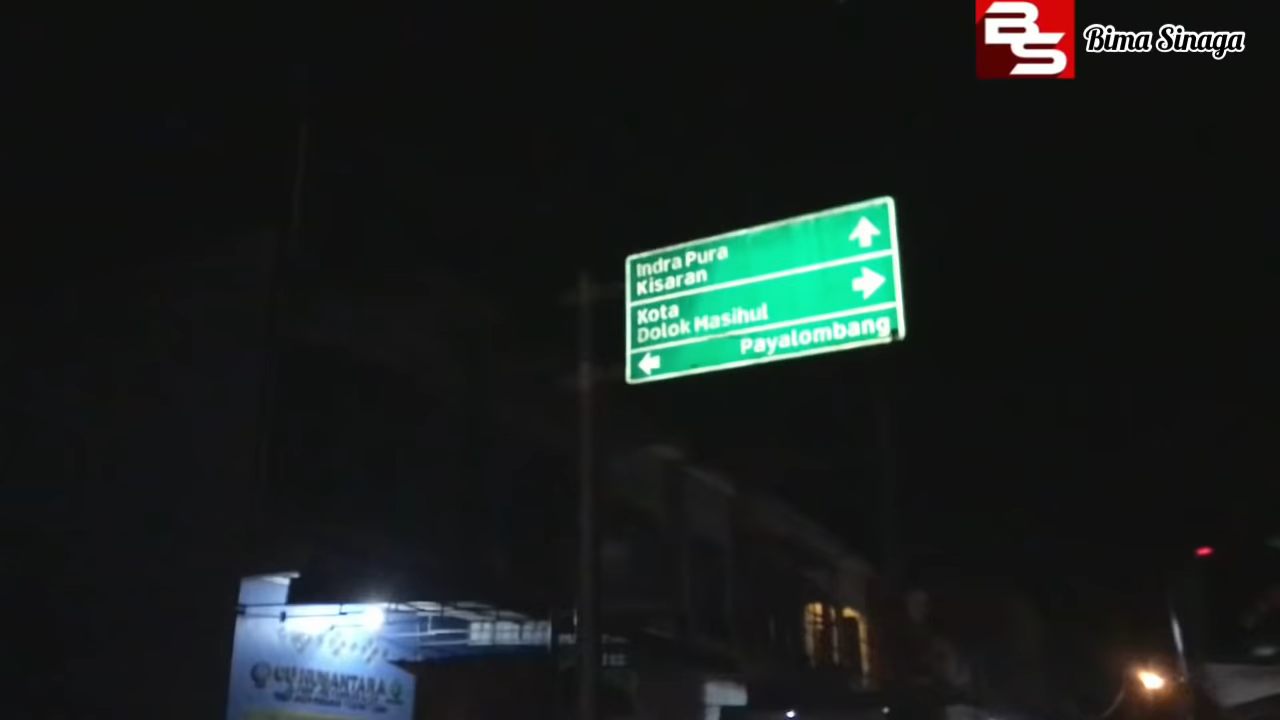 BS
Bima Sinaga
Indra Pura
Kisaran
Kota
Dolok Masihul
Payalombang